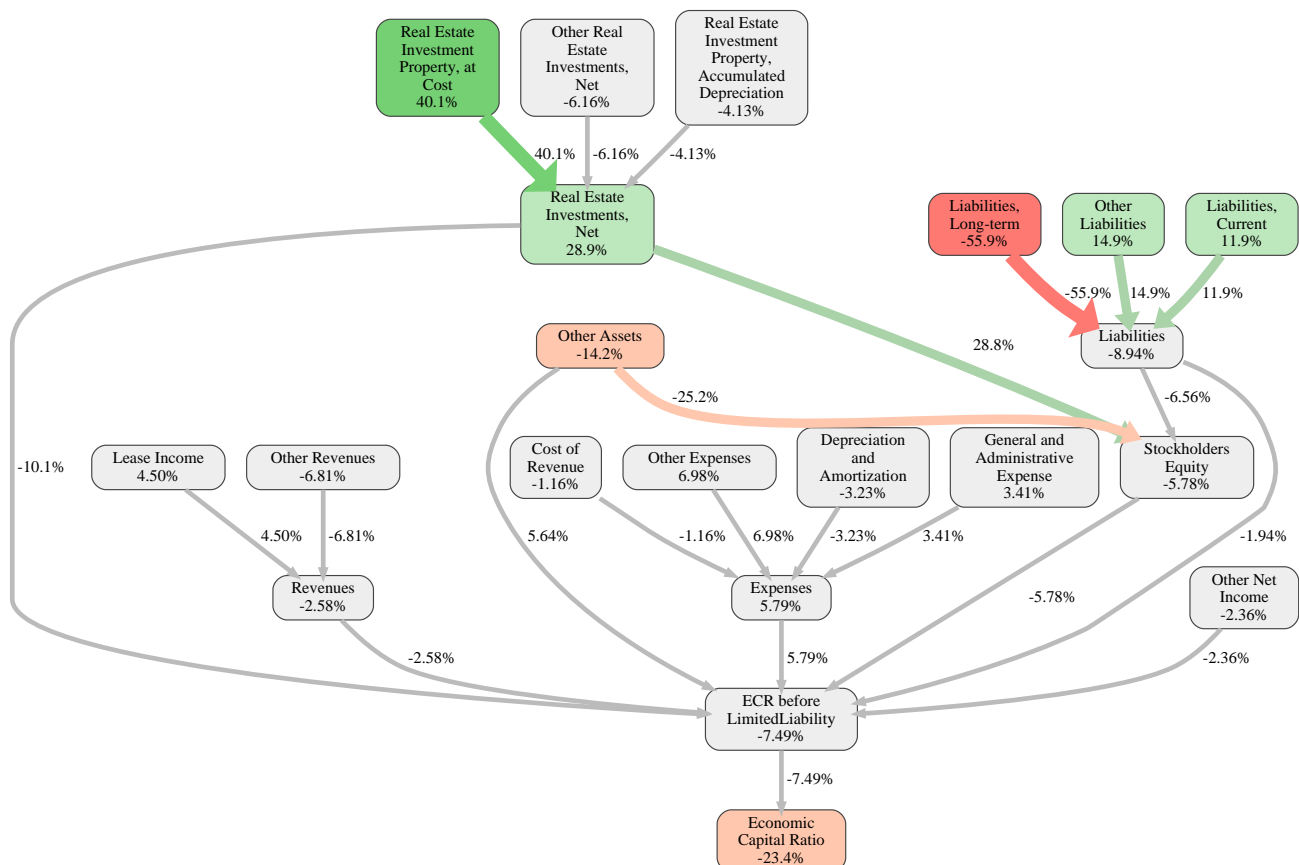 Real Estate
Investment
Property, at
Cost
40.1%
Other Real
Estate
Investments,
Net
-6.16%
Real Estate
Investment
Property,
Accumulated
Depreciation
-4.13%
40.1%
-6.16%
-4.13%
Real Estate
Investments,
Net
28.9%
Liabilities,
Long-term
-55.9%
Other
Liabilities
14.9%
Liabilities,
Current
11.9%
-55.9%
14.9%
11.9%
Other Assets
-14.2%
28.8%
Liabilities
-8.94%
-25.2%
-6.56%
-10.1%
Lease Income
4.50%
Other Revenues
-6.81%
Cost of
Revenue
-1.16%
Other Expenses
6.98%
Depreciation
and
Amortization
-3.23%
General and
Administrative
Expense
3.41%
Stockholders
Equity
-5.78%
4.50%
-6.81%
5.64%
-1.16%
6.98%
-3.23%
3.41%
-1.94%
Revenues
-2.58%
Expenses
5.79%
-5.78%
Other Net
Income
-2.36%
-2.58%
5.79%
-2.36%
ECR before
LimitedLiability
-7.49%
-7.49%
Economic
Capital Ratio
-23.4%